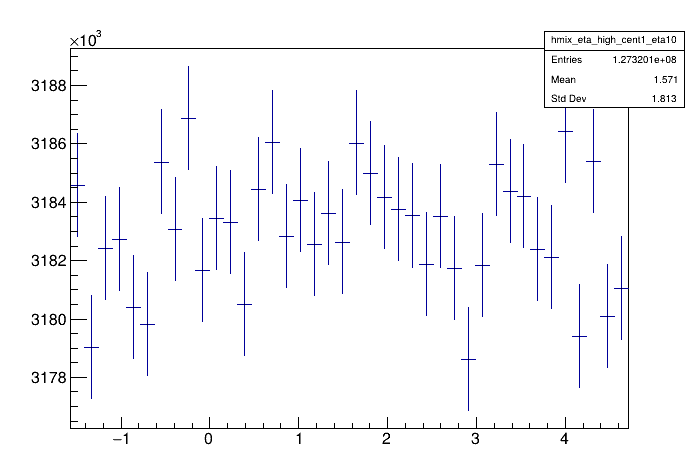 ×10³
hmix_eta_high_cent1_eta10
Entries 1.273201e+08
Mean 1.571
Std Dev 1.813
3188
3186
3184
3182
3180
3178
−1 0 1 2 3 4